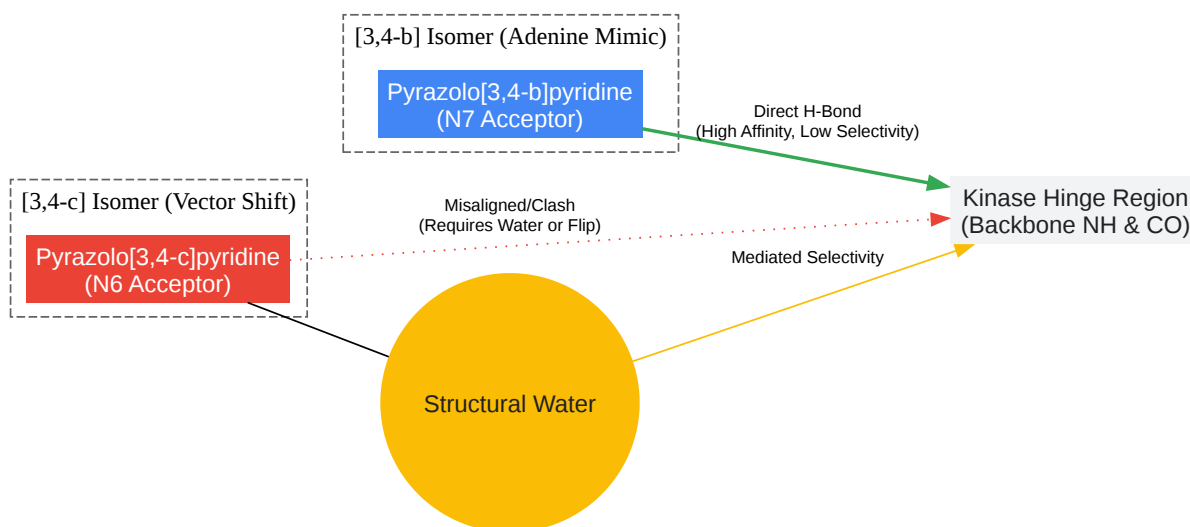 [3,4-b] Isomer (Adenine Mimic)
Pyrazolo[3,4-b]pyridine
(N7 Acceptor)
Direct H-Bond
(High Affinity, Low Selectivity)
[3,4-c] Isomer (Vector Shift)
Pyrazolo[3,4-c]pyridine
(N6 Acceptor)
Misaligned/Clash
(Requires Water or Flip)
Kinase Hinge Region
(Backbone NH & CO)
Mediated Selectivity
Structural Water